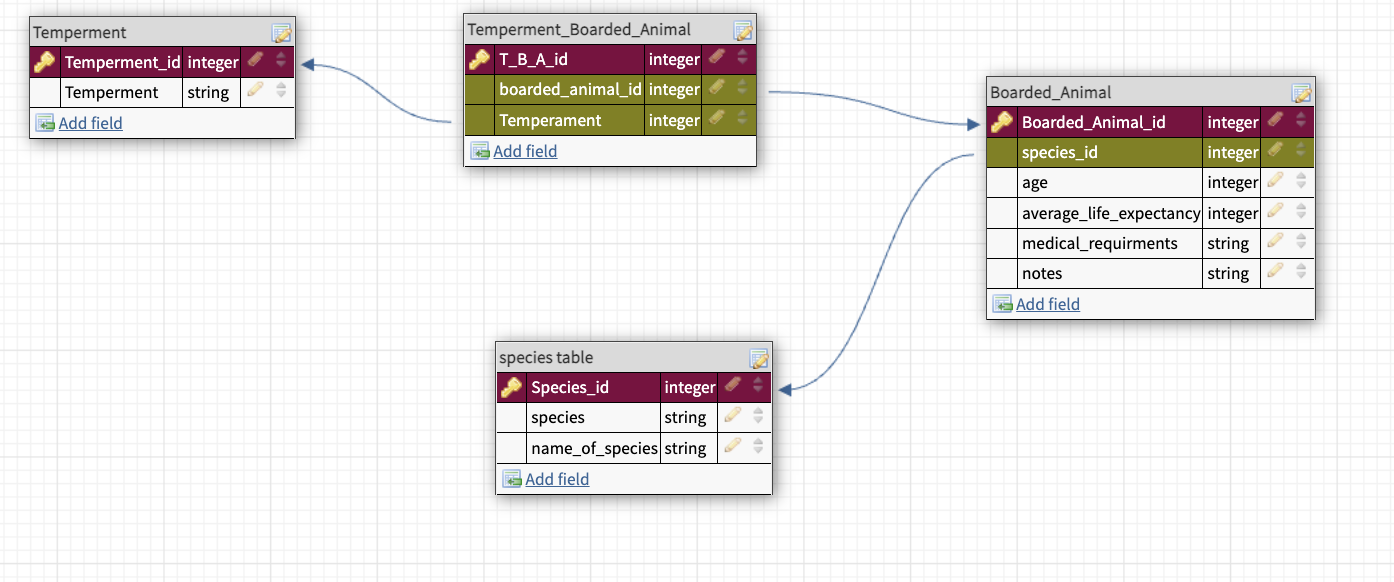 Temperment
Temperment_id integer
Temperment string
Add field
Temperment_Boarded_Animal
T_B_A_id integer
boarded_animal_id integer
Temperament integer
Add field
Boarded_Animal
Boarded_Animal_id integer
species_id integer
age integer
average_life_expectancy integer
medical_requirments string
notes string
Add field
species table
Species_id integer
species string
name_of_species string
Add field